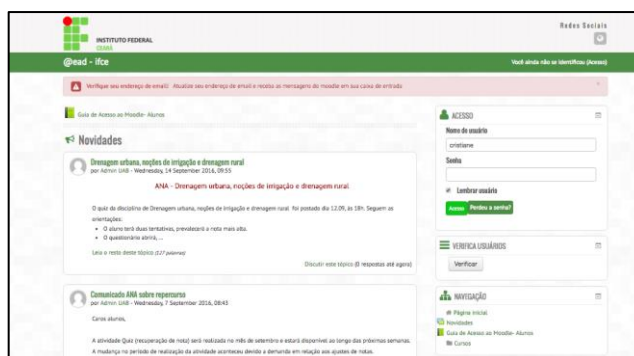 INSTITUTO FEDERAL
CEARÁ
Redes Sociais
@ead - ifce
Você ainda não se identificou (Acesso)
Verifique seu endereço de email! Atualize seu endereço de email e receba as mensagens do moodle em sua caixa de entrada
Guia de Acesso ao Moodle- Alunos
Novidades
Drenagem urbana, noções de irrigação e drenagem rural
por Admin UAB - Wednesday, 14 September 2016, 09:55
ANA - Drenagem urbana, noções de irrigação e drenagem rural
O quiz da disciplina de Drenagem urbana, noções de irrigação e drenagem rural foi postado dia 12.09, às 18h. Seguem as
orientações:
• O aluno terá duas tentativas, prevalecerá a nota mais alta.
• O questionário abrirá, ...
Leia o resto deste tópico (127 palavras)
Discutir este tópico (0 respostas até agora)
Comunicado ANA sobre repercurso
por Admin UAB - Wednesday, 7 September 2016, 08:43
Caros alunos,
A atividade Quiz (recuperação de nota) será realizada no mês de setembro e estará disponível ao longo das próximas semanas.
A mudança no período de realização da atividade aconteceu devido a demanda em relação aos ajustes de notas.
ACESSO
Nome de usuário
cristiane
Senha
Lembrar usuário
Acesso
Perdeu a senha?
VERIFICA USUÁRIOS
Verificar
NAVEGAÇÃO
Página inicial
Novidades
Guia de Acesso ao Moodle- Alunos
Cursos